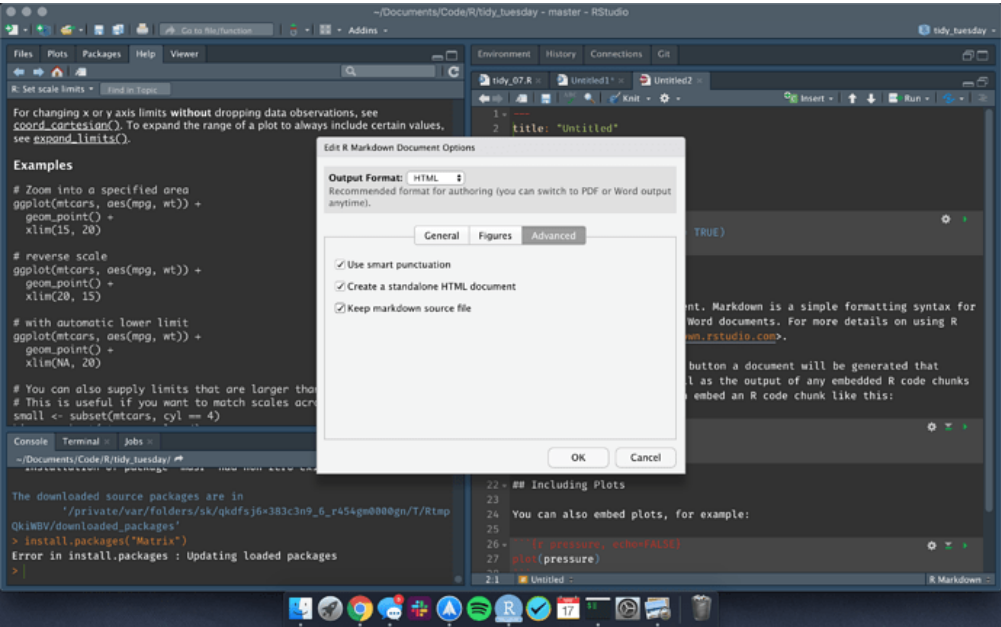 ~/Documents/Code/R/tidy_tuesday - master - RStudio
Go to file/function
Addins
tidy_tuesday
Files Plots Packages Help Viewer
R: Set scale limits
Find in Topic
For changing x or y axis limits without dropping data observations, see
coord_cartesian(). To expand the range of a plot to always include certain values,
see expand_limits().
Examples
# Zoom into a specified area
ggplot(mtcars, aes(mpg, wt)) +
geom_point() +
xlim(15, 20)
# reverse scale
ggplot(mtcars, aes(mpg, wt)) +
geom_point() +
xlim(20, 15)
# with automatic lower limit
ggplot(mtcars, aes(mpg, wt)) +
geom_point() +
xlim(NA, 20)
# You can also supply limits that are larger tha
# This is useful if you want to match scales acro
small <- subset(mtcars, cyl == 4)
Console Terminal Jobs
~/Documents/Code/R/tidy_tuesday/
The downloaded source packages are in
QkiWBV/downloaded_packages'
> install.packages("Matrix")
Error in install.packages : Updating loaded packages
>
Environment History Connections Git
tidy_07.R Untitled1* Untitled2
Knit
Insert
Run
1 ---
2 title: "Untitled"
Edit R Markdown Document Options
Output Format: HTML
Recommended format for authoring (you can switch to PDF or Word output
anytime).
General Figures Advanced
Use smart punctuation
Create a standalone HTML document
Keep markdown source file
OK Cancel
TRUE)
nt. Markdown is a simple formatting syntax for
Word documents. For more details on using R
wn.rstudio.com>.
button a document will be generated that
l as the output of any embedded R code chunks
embed an R code chunk like this:
22 ## Including Plots
23
24 You can also embed plots, for example:
25
26 {r pressure, echo=FALSE}
27 plot(pressure)
2:1 Untitled
R Markdown
17